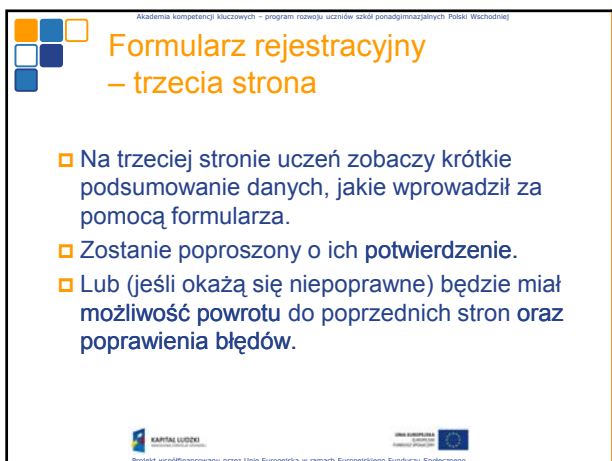 Akademia kompetencji kluczowych – program rozwoju uczniów szkół ponadgimnazjalnych Polski Wschodniej
Formularz rejestracyjny
– trzecia strona
Na trzeciej stronie uczeń zobaczy krótkie
podsumowanie danych, jakie wprowadził za
pomocą formularza.
Zostanie poproszony o ich potwierdzenie.
Lub (jeśli okażą się niepoprawne) będzie miał
możliwość powrotu do poprzednich stron oraz
poprawienia błędów.
KAPITAŁ LUDZKI
UNIA EUROPEJSKA
EUROPEJSKI
FUNDUSZ SPOŁECZNY
Projekt współfinansowany przez Unię Europejską w ramach Europejskiego Funduszu Społecznego